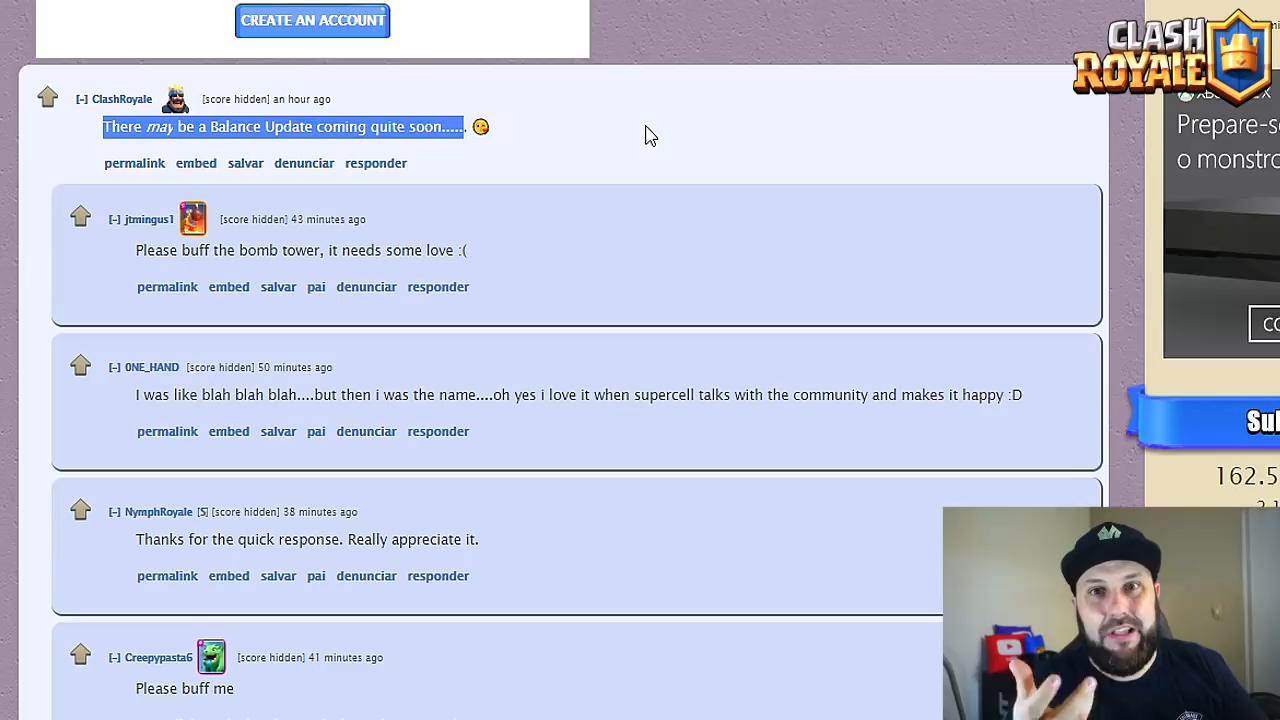 CREATE AN ACCOUNT
CLASH
ROYALE
[-] ClashRoyale [score hidden] an hour ago
There may be a Balance Update coming quite soon......
permalink embed salvar denunciar responder
Prepare-s
o monstro
[-] jtmingus1 [score hidden] 43 minutes ago
Please buff the bomb tower, it needs some love :(
permalink embed salvar pai denunciar responder
CO
[-] 0NE_HAND [score hidden] 50 minutes ago
I was like blah blah blah....but then i was the name....oh yes i love it when supercell talks with the community and makes it happy :D
permalink embed salvar pai denunciar responder
Sul
162.5
[-] NymphRoyale [S] [score hidden] 38 minutes ago
Thanks for the quick response. Really appreciate it.
permalink embed salvar pai denunciar responder
[-] Creepypasta6 [score hidden] 41 minutes ago
Please buff me